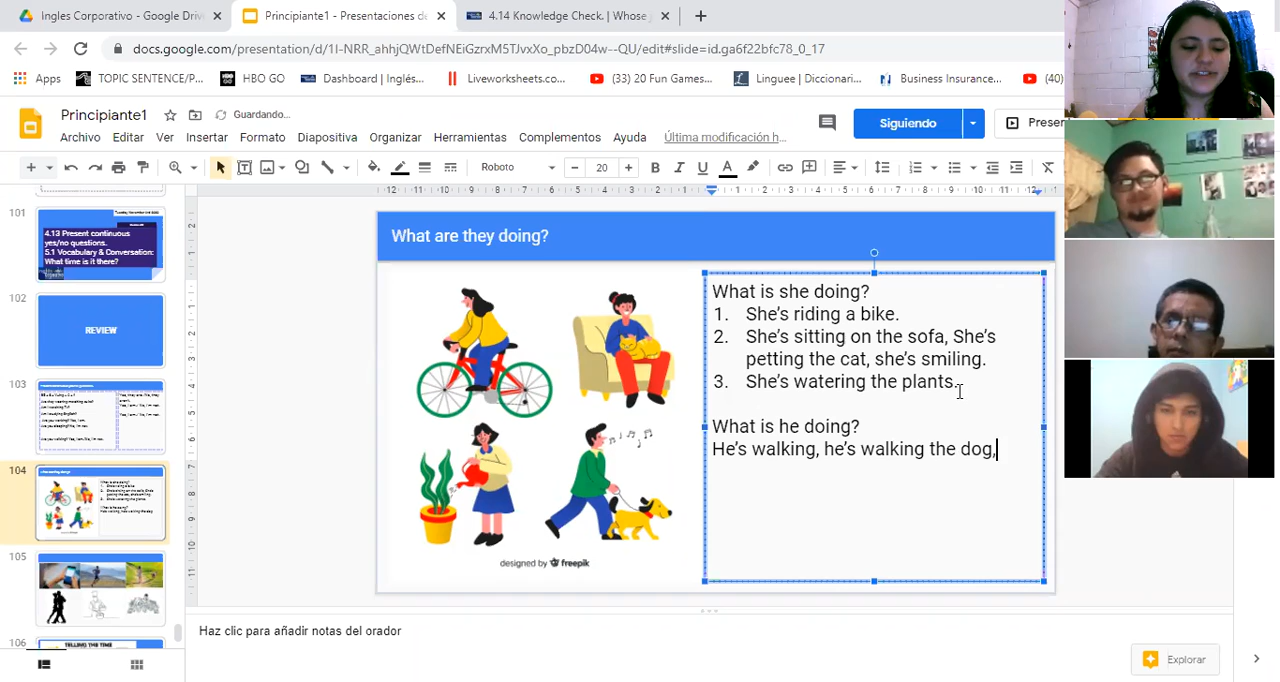 Ingles Corporativo - Google Driv
Principiante1 - Presentaciones de
4.14 Knowledge Check. | Whose
docs.google.com/presentation/d/1I-NRR_ahhjQWtDefNEiGzrxM5TJvxXo_pbzD04w--QU/edit#slide=id.ga6f22bfc78_0_17
Apps
TOPIC SENTENCE/P...
HBO GO
Dashboard | Inglés...
Liveworksheets.co...
(33) 20 Fun Games...
Linguee | Diccionari...
Business Insurance...
(40)
Principiante1
Guardando...
Archivo Editar Ver Insertar Formato Diapositiva Organizar Herramientas Complementos Ayuda Última modificación h...
Siguiendo
Presen
Roboto
20
101
4.13 Present continuous
yes/no questions.
5.1 Vocabulary & Conversation:
What time is it there?
102
REVIEW
103
104
105
106
TELLING THE TIME
What are they doing?
What is she doing?
1. She's riding a bike.
2. She's sitting on the sofa, She's
petting the cat, she's smiling.
3. She's watering the plants.
What is he doing?
He's walking, he's walking the dog,
designed by freepik
Haz clic para añadir notas del orador
Explorar